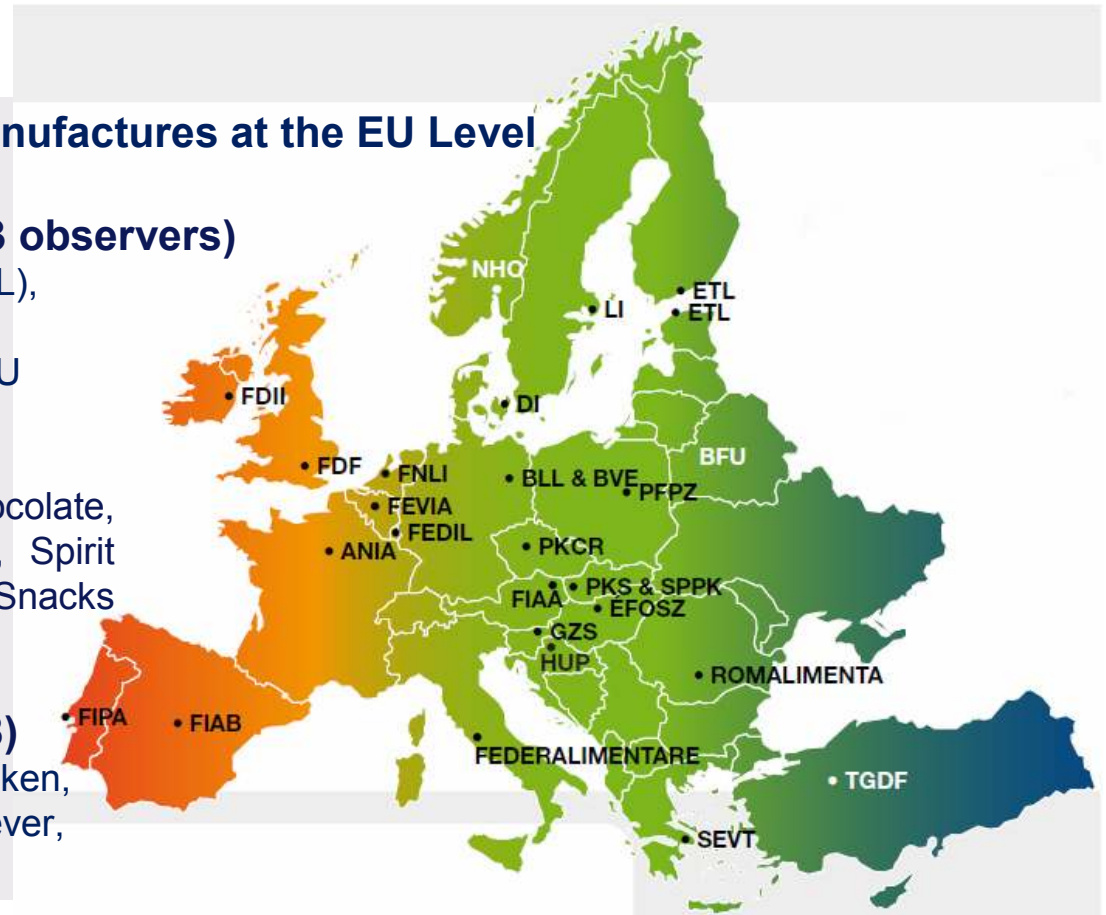 nufactures at the EU Level
3 observers)
L),
U
ocolate,
, Spirit
Snacks
3)
ken,
ever,
NHO
LI
ETL
ETL
FDII
DI
BFU
FDF
FNLI
BLL & BVE
PFPZ
FEVIA
FEDIL
ANIA
PKCR
FIAA
PKS & SPPK
ÉFOSZ
GZS
HUP
ROMALIMENTA
FIPA
FIAB
FEDERALIMENTARE
TGDF
SEVT